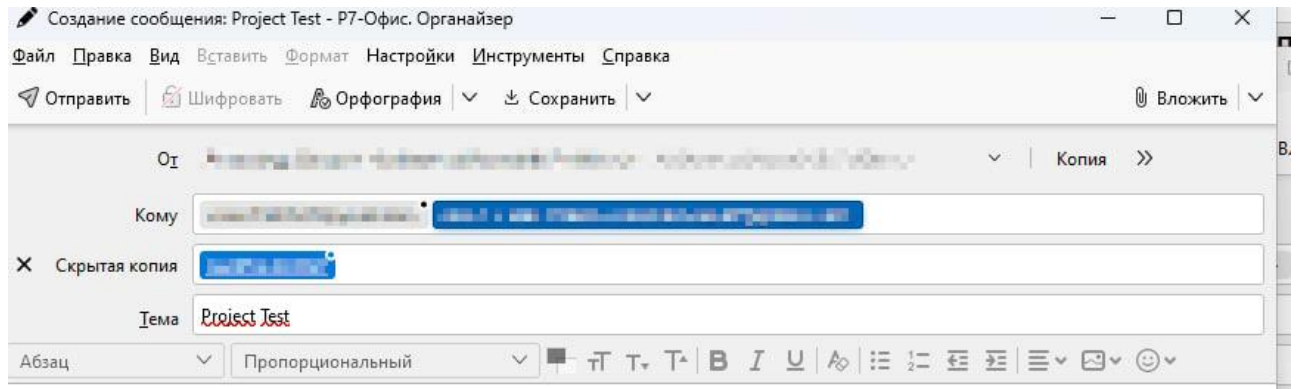 Создание сообщения: Project Test - Р7-Офис. Органайзер
Файл Правка Вид Вставить Формат Настройки Инструменты Справка
Отправить Шифровать Орфография Сохранить Вложить
От Копия
Кому
Скрытая копия
Тема Project Test
Абзац Пропорциональный